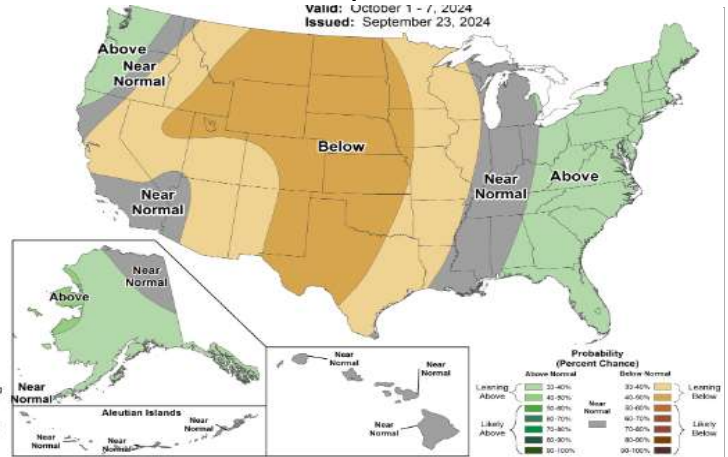 Valid: October 1 - 7, 2024
Issued: September 23, 2024
Above
Near
Normal
Below
Near
Normal
Near
Normal
Above
Near
Normal
Above
Near
Normal
Aleutian Islands
Near
Normal
Near
Normal
Near
Normal
Near
Normal
Near
Normal
Near
Normal
Probability
(Percent Chance)
Above Normal
Below Normal
Leaning
Above
33-40%
40-50%
50-60%
60-70%
70-80%
80-90%
90-100%
Likely
Above
Near
Normal
33-40%
40-50%
50-60%
60-70%
70-80%
80-90%
90-100%
Leaning
Below
Likely
Below